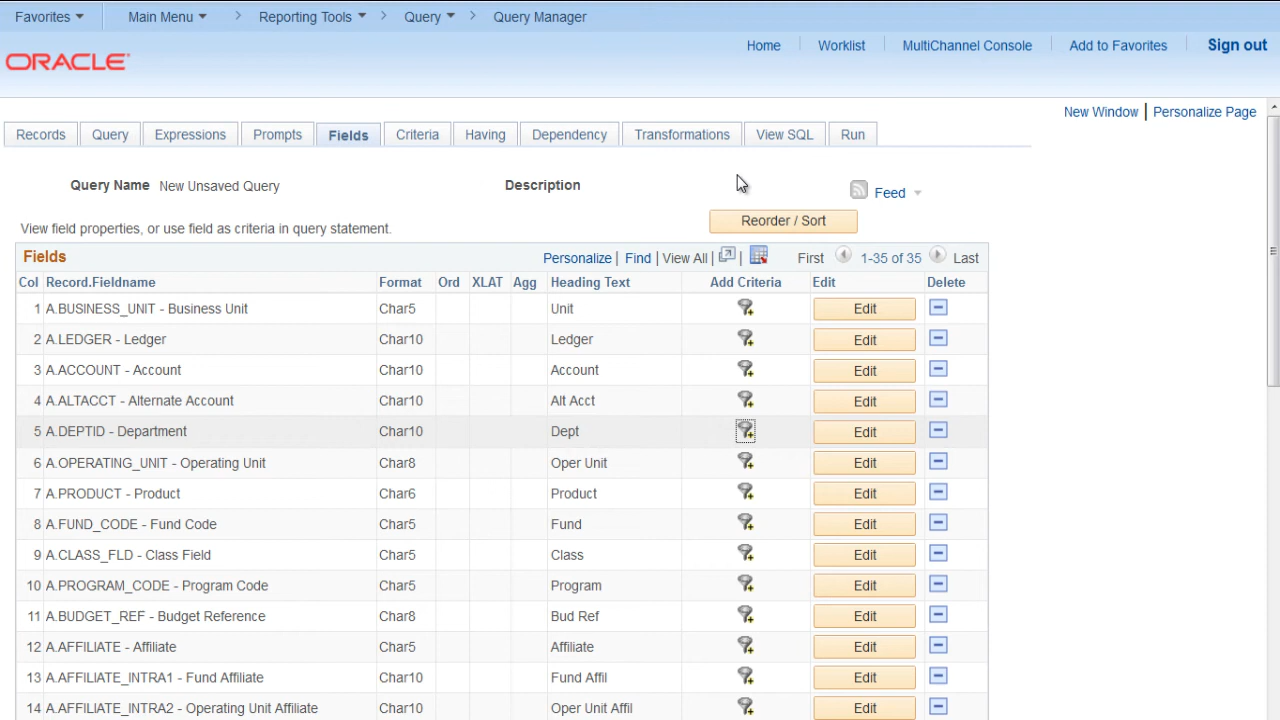 Favorites Main Menu Reporting Tools Query Query Manager
Home Worklist MultiChannel Console Add to Favorites Sign out
ORACLE
New Window Personalize Page
Records Query Expressions Prompts Fields Criteria Having Dependency Transformations View SQL Run
Query Name New Unsaved Query Description
Feed
Reorder / Sort
View field properties, or use field as criteria in query statement.
Fields Personalize | Find | View All | | First 1-35 of 35 Last
Col Record.Fieldname Format Ord XLAT Agg Heading Text Add Criteria Edit Delete
1 A.BUSINESS_UNIT - Business Unit Char5 Unit Edit
2 A.LEDGER - Ledger Char10 Ledger Edit
3 A.ACCOUNT - Account Char10 Account Edit
4 A.ALTACCT - Alternate Account Char10 Alt Acct Edit
5 A.DEPTID - Department Char10 Dept Edit
6 A.OPERATING_UNIT - Operating Unit Char8 Oper Unit Edit
7 A.PRODUCT - Product Char6 Product Edit
8 A.FUND_CODE - Fund Code Char5 Fund Edit
9 A.CLASS_FLD - Class Field Char5 Class Edit
10 A.PROGRAM_CODE - Program Code Char5 Program Edit
11 A.BUDGET_REF - Budget Reference Char8 Bud Ref Edit
12 A.AFFILIATE - Affiliate Char5 Affiliate Edit
13 A.AFFILIATE_INTRA1 - Fund Affiliate Char10 Fund Affil Edit
14 A.AFFILIATE_INTRA2 - Operating Unit Affiliate Char10 Oper Unit Affil Edit